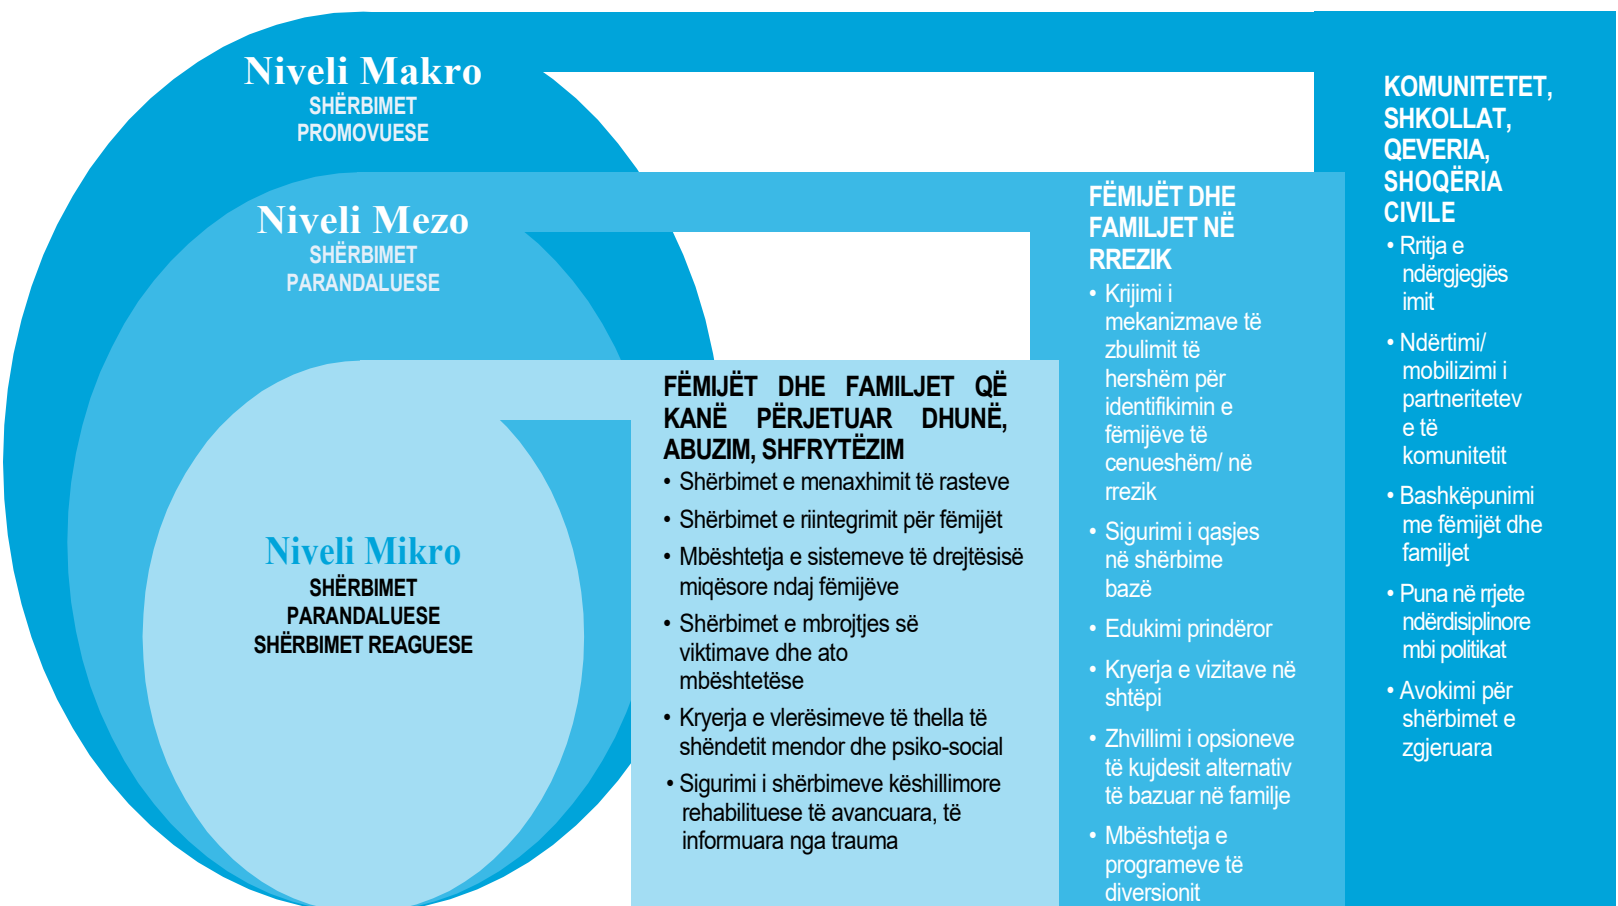 Niveli Makro
SHËRBIMET
PROMOVUESE
Niveli Mezo
SHËRBIMET
PARANDALUESE
Niveli Mikro
SHËRBIMET
PARANDALUESE
SHËRBIMET REAGUESE
FËMIJËT DHE FAMILJET QË
KANË PËRJETUAR DHUNË,
ABUZIM, SHFRYTËZIM
• Shërbimet e menaxhimit të rasteve
• Shërbimet e riintegrimit për fëmijët
• Mbështetja e sistemeve të drejtësisë
miqësore ndaj fëmijëve
• Shërbimet e mbrojtjes së
viktimave dhe ato
mbështetëse
• Kryerja e vlerësimeve të thella të
shëndetit mendor dhe psiko-social
• Sigurimi i shërbimeve këshillimore
rehabilituese të avancuara, të
informuara nga trauma
FËMIJËT DHE
FAMILJET NË
RREZIK
• Krijimi i
mekanizmave të
zbulimit të
hershëm për
identifikimin e
fëmijëve të
cenueshëm/ në
rrezik
• Sigurimi i qasjes
në shërbime
bazë
• Edukimi prindëror
• Kryerja e vizitave në
shtëpi
• Zhvillimi i opsioneve
të kujdesit alternativ
të bazuar në familje
• Mbështetja e
programeve të
diversionit
KOMUNITETET,
SHKOLLAT,
QEVERIA,
SHOQËRIA
CIVILE
• Rritja e
ndërgjegjës
imit
• Ndërtimi/
mobilizimi i
partneritetev
e të
komunitetit
• Bashkëpunimi
me fëmijët dhe
familjet
• Puna në rrjete
ndërdisiplinore
mbi politikat
• Avokimi për
shërbimet e
zgjeruara